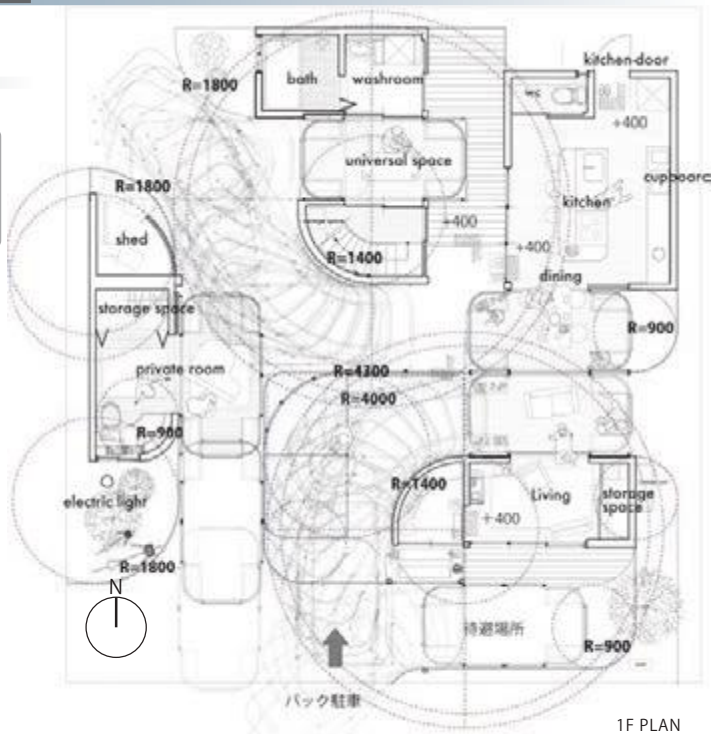 kitchen-door
bath
washroom
wc
R=1800
+400
universal space
cupboard
R=1800
kitchen
+400
shed
+400
R=1400
dining
storage space
R=900
private room
R=4300
R=4000
R=900
R=1400
Living
storage
space
electric light
+400
R=1800
N
待避場所
R=900
バック駐車
1F PLAN